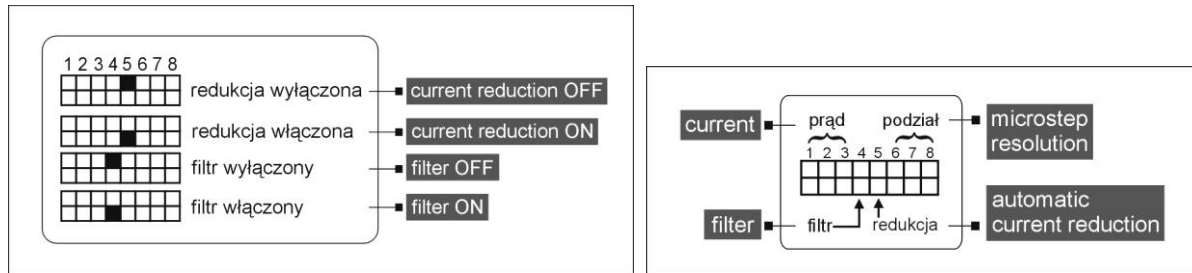 1 2 3 4 5 6 7 8
redukcja wyłączona current reduction OFF
redukcja włączona current reduction ON
filtr wyłączony filter OFF
filtr włączony filter ON
current prąd podział microstep
resolution
1 2 3 4 5 6 7 8
filter filtr redukcja automatic
current reduction